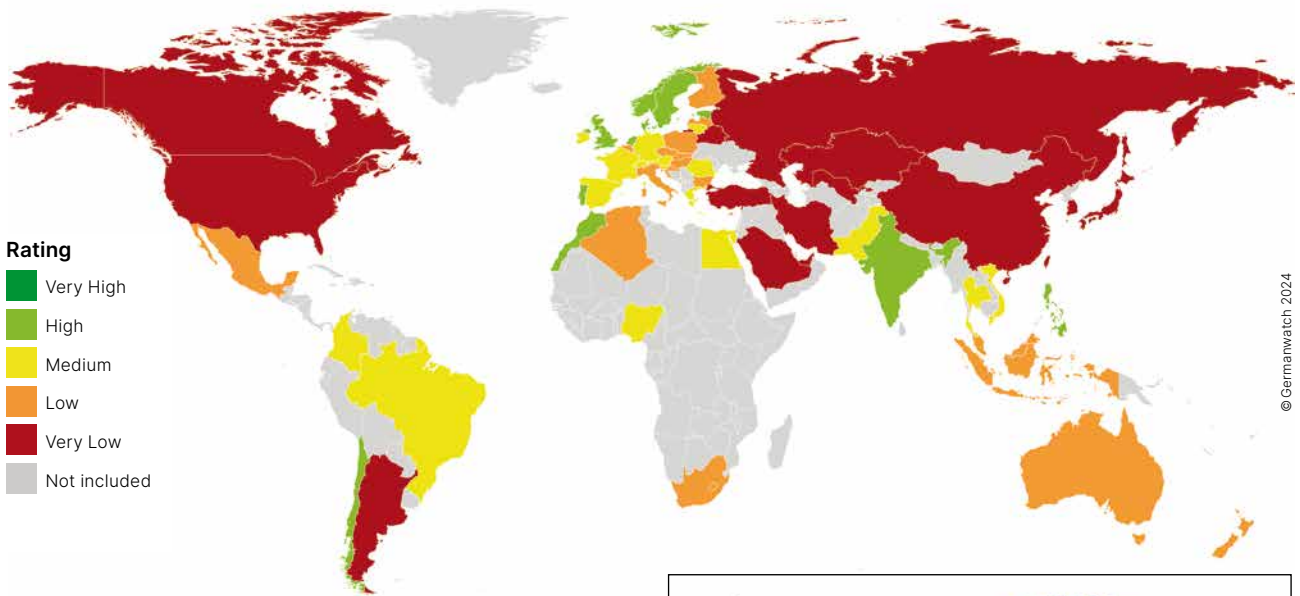 Rating
Very High
High
Medium
Low
Very Low
Not included
© Germanwatch 2024